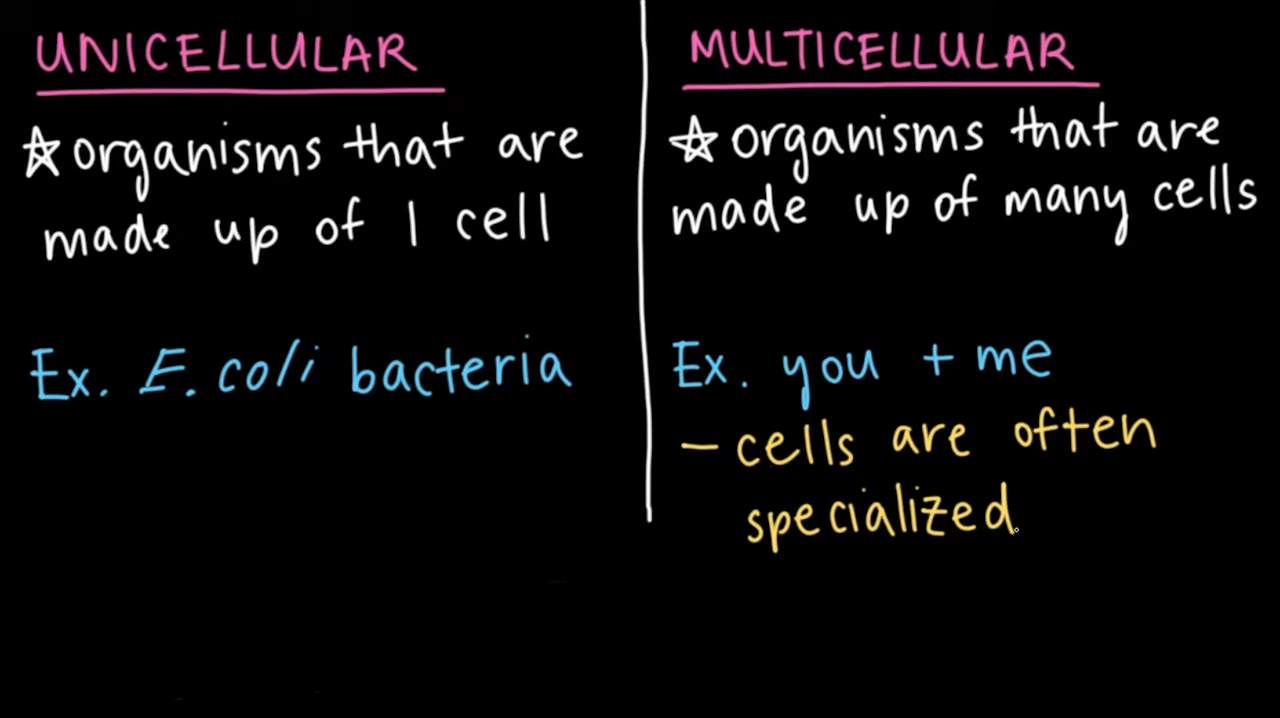 UNICELLULAR
☆ organisms that are
made up of 1 cell
Ex. E. coli bacteria
MULTICELLULAR
☆ organisms that are
made up of many cells
Ex. you + me
- cells are often
specialized